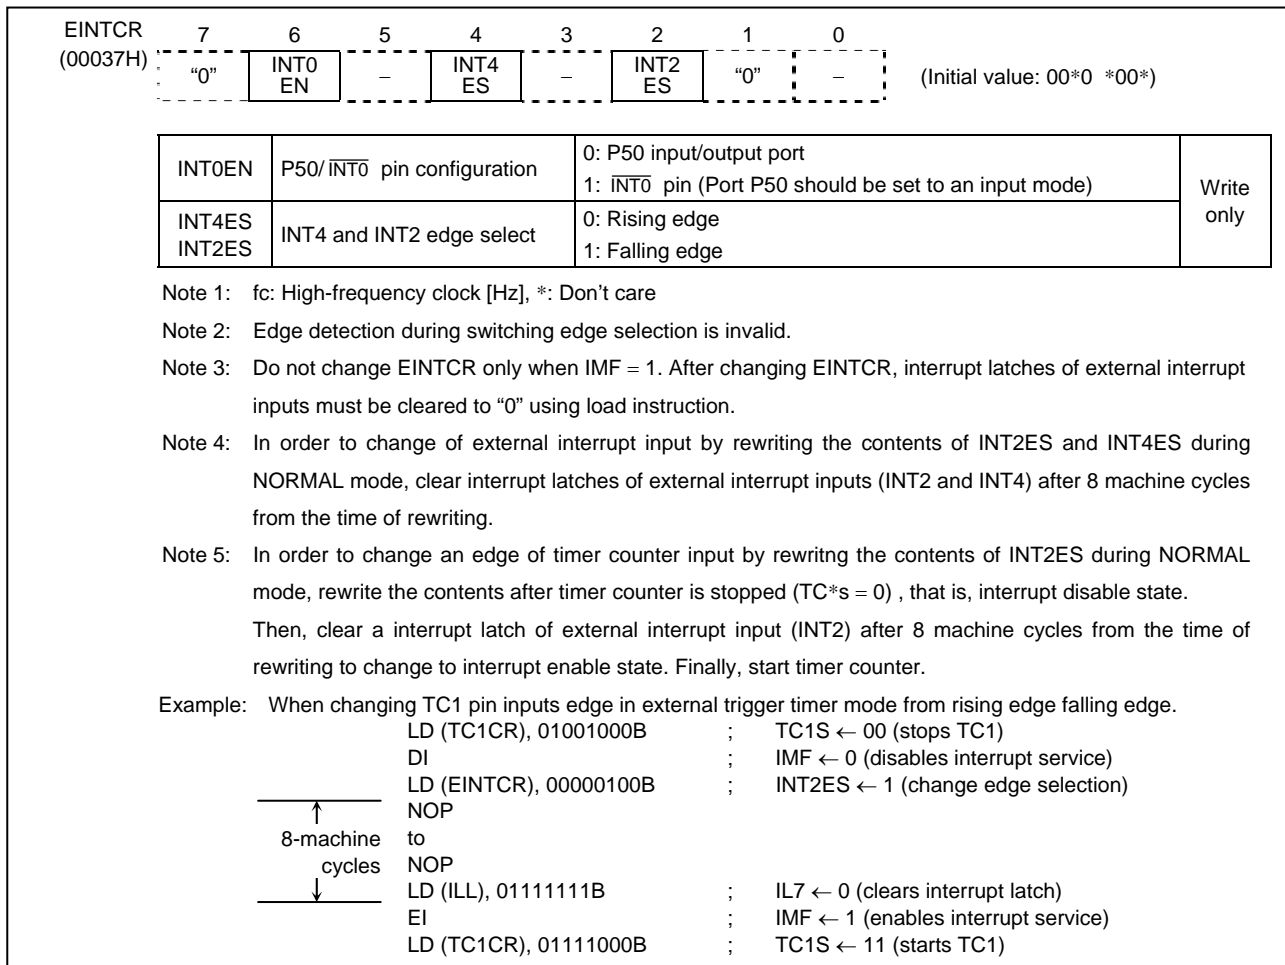 EINTCR 7 6 5 4 3 2 1 0
(00037H) “0” INT0 EN – INT4 ES – INT2 ES “0” – (Initial value: 00*0 *00*)
INT0EN P50/INT0 pin configuration 0: P50 input/output port
1: INT0 pin (Port P50 should be set to an input mode) Write only
INT4ES INT2ES INT4 and INT2 edge select 0: Rising edge
1: Falling edge
Note 1: fc: High-frequency clock [Hz], *: Don’t care
Note 2: Edge detection during switching edge selection is invalid.
Note 3: Do not change EINTCR only when IMF = 1. After changing EINTCR, interrupt latches of external interrupt
inputs must be cleared to “0” using load instruction.
Note 4: In order to change of external interrupt input by rewriting the contents of INT2ES and INT4ES during
NORMAL mode, clear interrupt latches of external interrupt inputs (INT2 and INT4) after 8 machine cycles
from the time of rewriting.
Note 5: In order to change an edge of timer counter input by rewritng the contents of INT2ES during NORMAL
mode, rewrite the contents after timer counter is stopped (TC*s = 0) , that is, interrupt disable state.
Then, clear a interrupt latch of external interrupt input (INT2) after 8 machine cycles from the time of
rewriting to change to interrupt enable state. Finally, start timer counter.
Example: When changing TC1 pin inputs edge in external trigger timer mode from rising edge falling edge.
LD (TC1CR), 01001000B ; TC1S ← 00 (stops TC1)
DI ; IMF ← 0 (disables interrupt service)
LD (EINTCR), 00000100B ; INT2ES ← 1 (change edge selection)
NOP
8-machine to
cycles NOP
LD (ILL), 01111111B ; IL7 ← 0 (clears interrupt latch)
EI ; IMF ← 1 (enables interrupt service)
LD (TC1CR), 01111000B ; TC1S ← 11 (starts TC1)